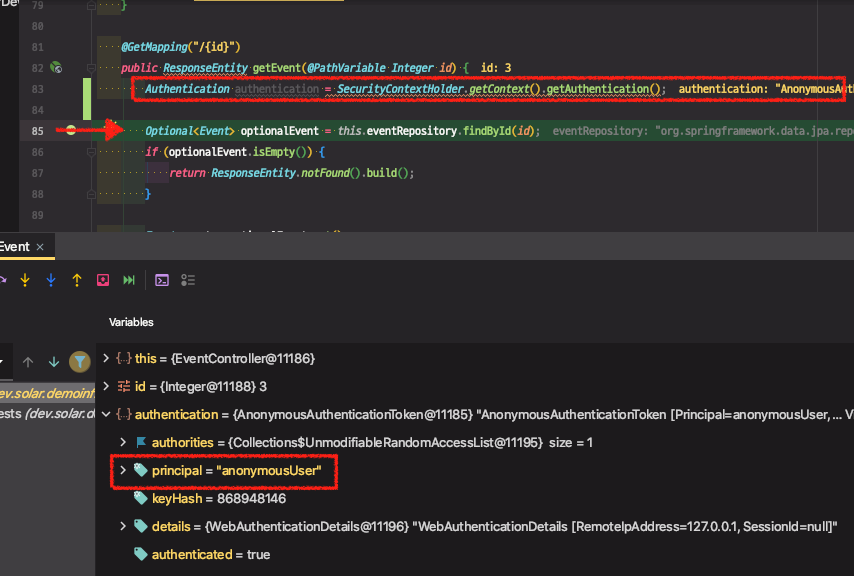 79 }
80
81 @GetMapping("/{id}")
82 public ResponseEntity getEvent(@PathVariable Integer id) { id: 3
83 Authentication authentication = SecurityContextHolder.getContext().getAuthentication(); authentication: "AnonymousAut
84
85 Optional<Event> optionalEvent = this.eventRepository.findById(id); eventRepository: "org.springframework.data.jpa.repo
86 if (optionalEvent.isEmpty()) {
87 return ResponseEntity.notFound().build();
88 }
89
Event ×
Variables
this = {EventController@11186}
id = {Integer@11188} 3
ev.solar.demoinf
authentication = {AnonymousAuthenticationToken@11185} "AnonymousAuthenticationToken [Principal=anonymousUser, ... V
ests (dev.solar.d
authorities = {Collections$UnmodifiableRandomAccessList@11195} size = 1
principal = "anonymousUser"
keyHash = 868948146
details = {WebAuthenticationDetails@11196} "WebAuthenticationDetails [RemoteIpAddress=127.0.0.1, SessionId=null]"
authenticated = true